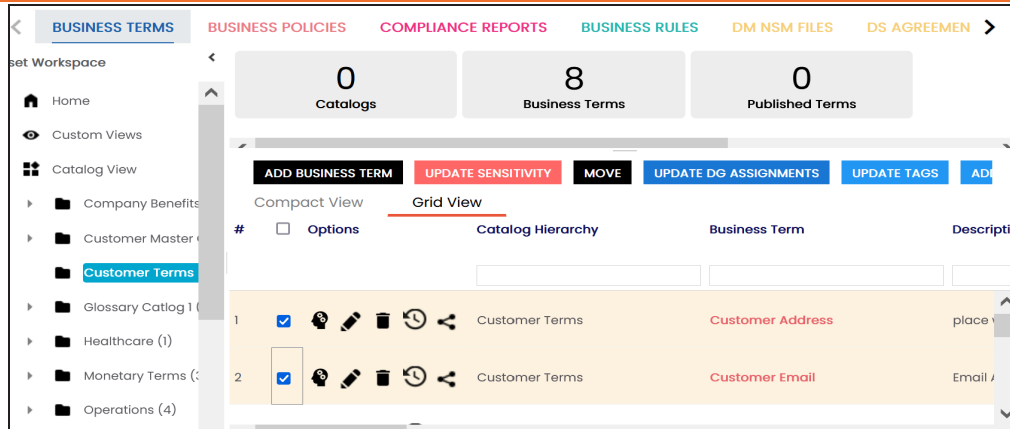 BUSINESS TERMS BUSINESS POLICIES COMPLIANCE REPORTS BUSINESS RULES DM NSM FILES DS AGREEMEN
set Workspace
Home
Custom Views
Catalog View
Company Benefits
Customer Master
Customer Terms
Glossary Catlog 1 (
Healthcare (1)
Monetary Terms (3
Operations (4)
0 8 0
Catalogs Business Terms Published Terms
ADD BUSINESS TERM UPDATE SENSITIVITY MOVE UPDATE DG ASSIGNMENTS UPDATE TAGS
Compact View Grid View
# Options Catalog Hierarchy Business Term Descripti
1 Customer Terms Customer Address place
2 Customer Terms Customer Email Email